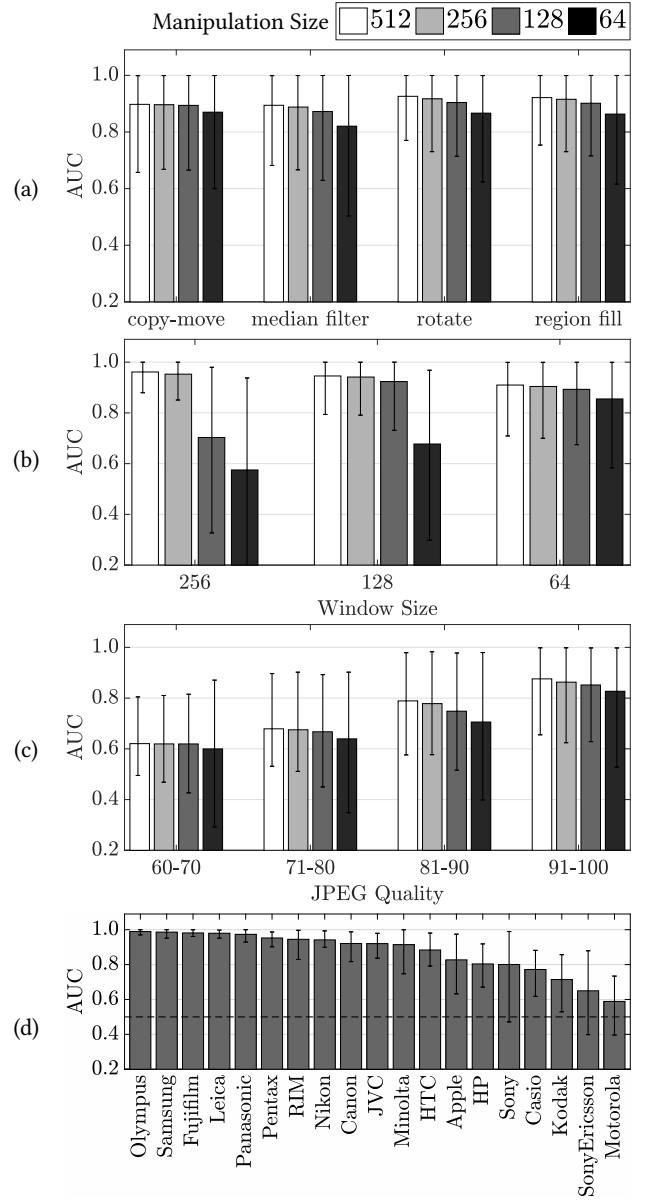 Manipulation Size 512 256 128 64
(a)
AUC
1.0
0.8
0.6
0.4
0.2
copy-move median filter rotate region fill
(b)
AUC
1.0
0.8
0.6
0.4
0.2
256 128 64
Window Size
(c)
AUC
1.0
0.8
0.6
0.4
0.2
60-70 71-80 81-90 91-100
JPEG Quality
(d)
AUC
1.0
0.8
0.6
0.4
0.2
Olympus
Samsung
Fujifilm
Leica
Panasonic
Pentax
RIM
Nikon
Canon
JVC
Minolta
HTC
Apple
HP
Sony
Casio
Kodak
SonyEricsson
Motorola